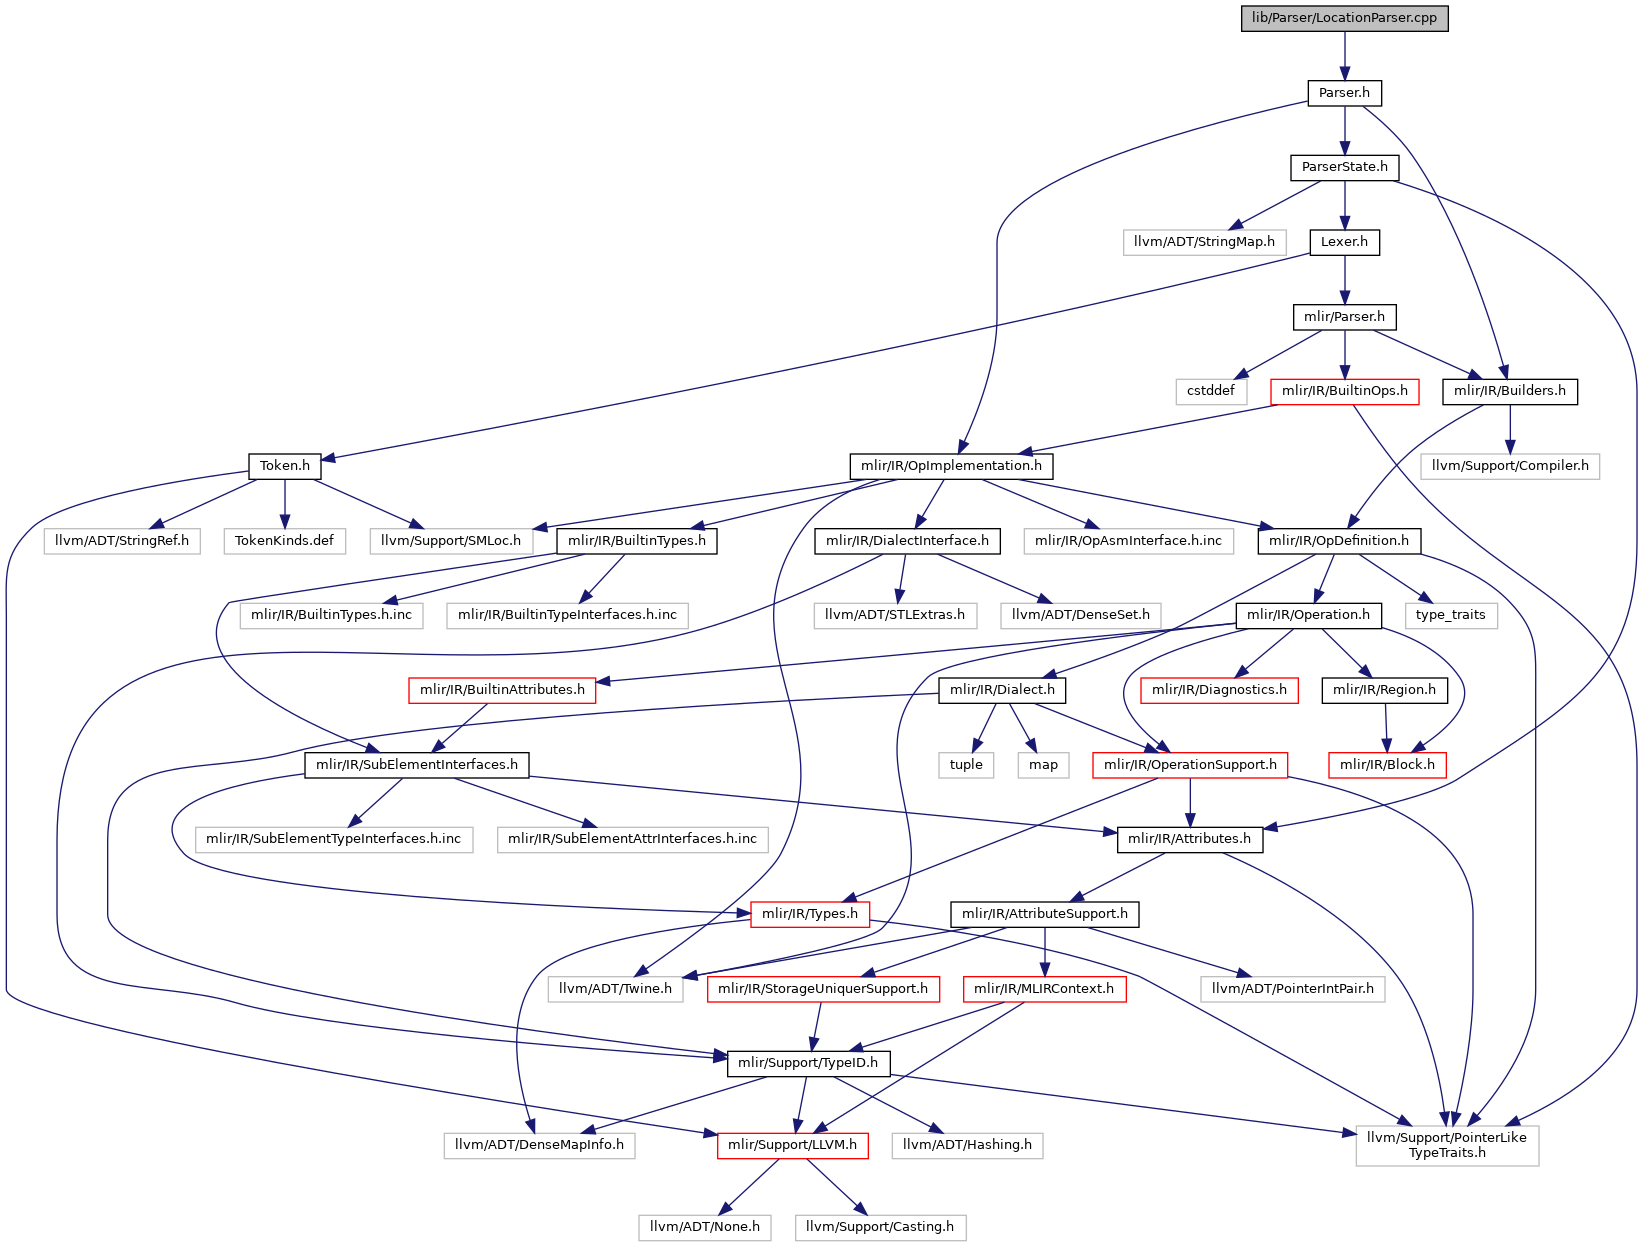 lib/Parser/LocationParser.cpp
Parser.h
ParserState.h
llvm/ADT/StringMap.h
Lexer.h
mlir/Parser.h
cstddef
mlir/IR/BuiltinOps.h
mlir/IR/Builders.h
Token.h
mlir/IR/OpImplementation.h
llvm/Support/Compiler.h
llvm/ADT/StringRef.h
TokenKinds.def
llvm/Support/SMLoc.h
mlir/IR/BuiltinTypes.h
mlir/IR/DialectInterface.h
mlir/IR/OpAsmInterface.h.inc
mlir/IR/OpDefinition.h
mlir/IR/BuiltinTypes.h.inc
mlir/IR/BuiltinTypeInterfaces.h.inc
llvm/ADT/STLExtras.h
llvm/ADT/DenseSet.h
mlir/IR/Operation.h
type_traits
mlir/IR/BuiltinAttributes.h
mlir/IR/Dialect.h
mlir/IR/Diagnostics.h
mlir/IR/Region.h
mlir/IR/SubElementInterfaces.h
tuple
map
mlir/IR/OperationSupport.h
mlir/IR/Block.h
mlir/IR/SubElementTypeInterfaces.h.inc
mlir/IR/SubElementAttrInterfaces.h.inc
mlir/IR/Attributes.h
mlir/IR/Types.h
mlir/IR/AttributeSupport.h
llvm/ADT/Twine.h
mlir/IR/StorageUniquerSupport.h
mlir/IR/MLIRContext.h
llvm/ADT/PointerIntPair.h
mlir/Support/TypeID.h
llvm/ADT/DenseMapInfo.h
mlir/Support/LLVM.h
llvm/ADT/Hashing.h
llvm/Support/PointerLike
TypeTraits.h
llvm/ADT/None.h
llvm/Support/Casting.h